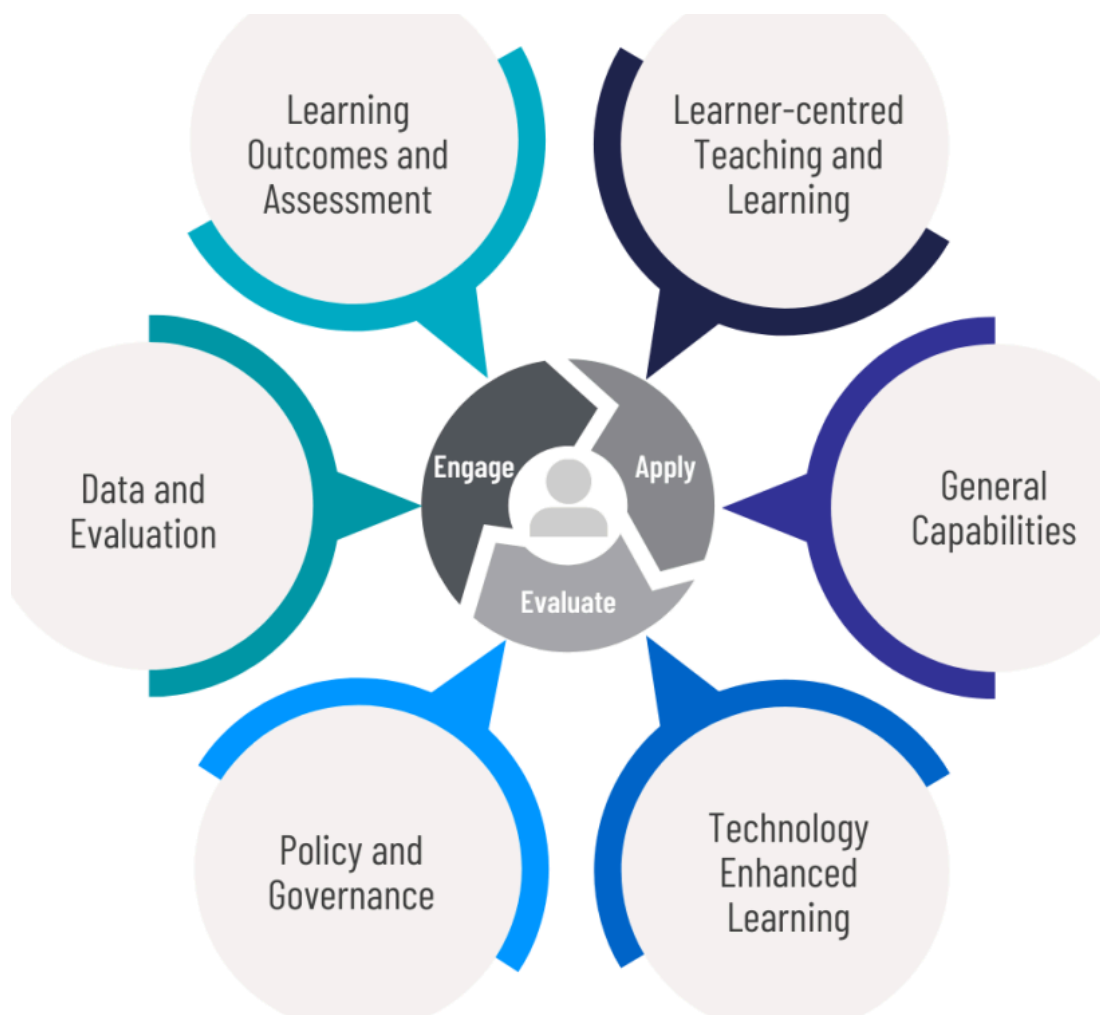 Learning
Outcomes and
Assessment
Learner-centred
Teaching and
Learning
Data and
Evaluation
Engage
Apply
Evaluate
General
Capabilities
Policy and
Governance
Technology
Enhanced
Learning